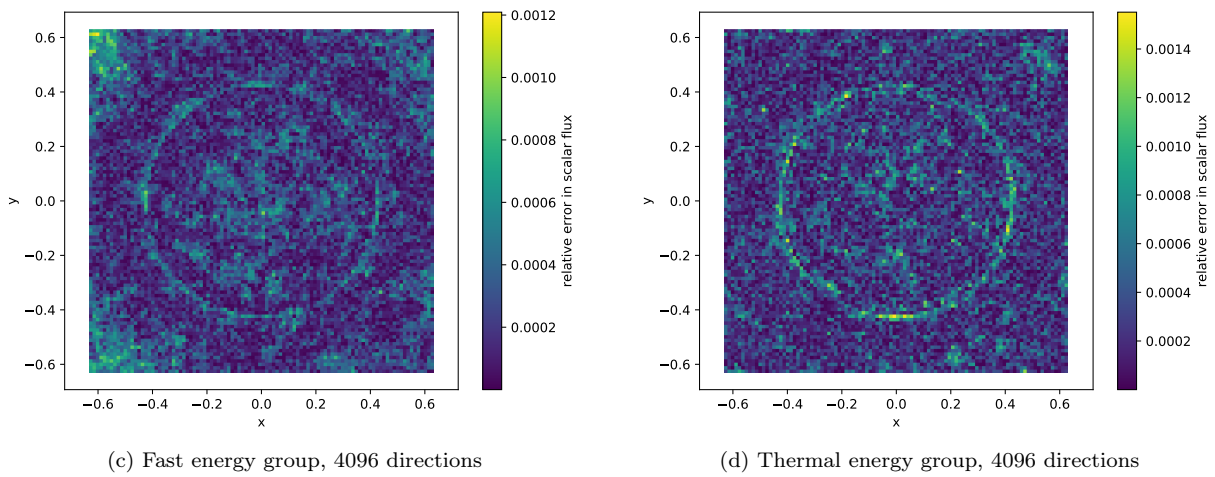 0.6
0.4
0.2
0.0
−0.2
−0.4
−0.6
y
−0.6 −0.4 −0.2 0.0 0.2 0.4 0.6
x
0.0012
0.0010
0.0008
0.0006
0.0004
0.0002
relative error in scalar flux
(c) Fast energy group, 4096 directions
0.6
0.4
0.2
0.0
−0.2
−0.4
−0.6
y
−0.6 −0.4 −0.2 0.0 0.2 0.4 0.6
x
0.0014
0.0012
0.0010
0.0008
0.0006
0.0004
0.0002
relative error in scalar flux
(d) Thermal energy group, 4096 directions